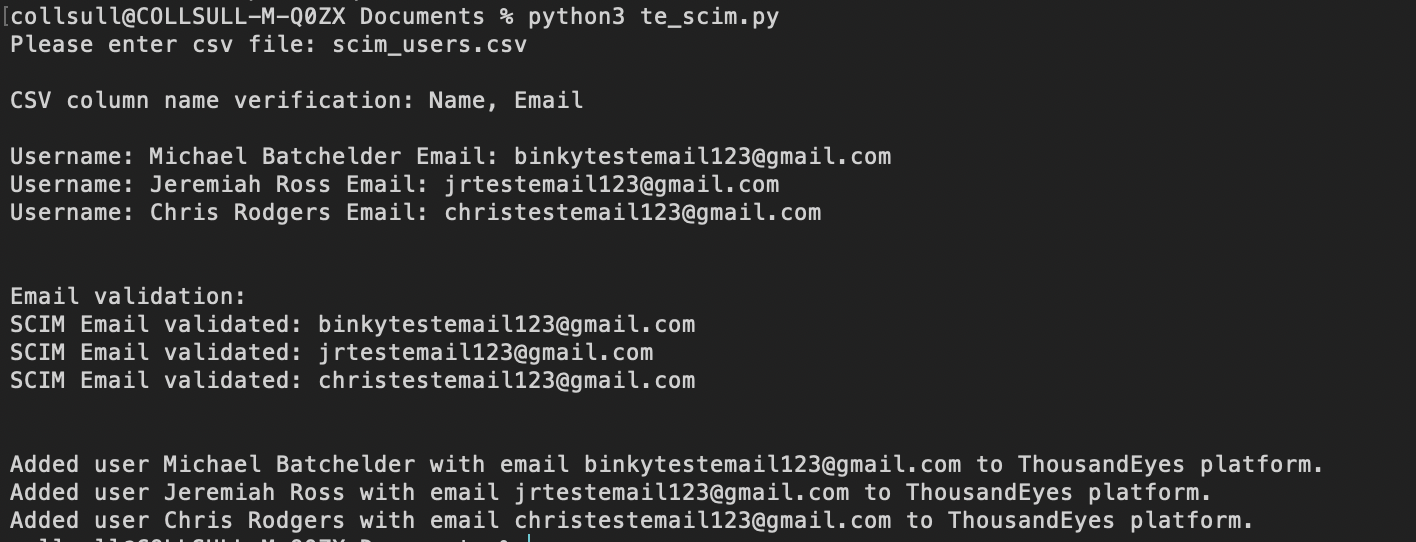 [collsull@COLLSULL-M-Q0ZX Documents % python3 te_scim.py
Please enter csv file: scim_users.csv
CSV column name verification: Name, Email
Username: Michael Batchelder Email: binkytestemail123@gmail.com
Username: Jeremiah Ross Email: jrtestemail123@gmail.com
Username: Chris Rodgers Email: christestemail123@gmail.com
Email validation:
SCIM Email validated: binkytestemail123@gmail.com
SCIM Email validated: jrtestemail123@gmail.com
SCIM Email validated: christestemail123@gmail.com
Added user Michael Batchelder with email binkytestemail123@gmail.com to ThousandEyes platform.
Added user Jeremiah Ross with email jrtestemail123@gmail.com to ThousandEyes platform.
Added user Chris Rodgers with email christestemail123@gmail.com to ThousandEyes platform.
collsull@COLLSULL-M-Q0ZX Documents %